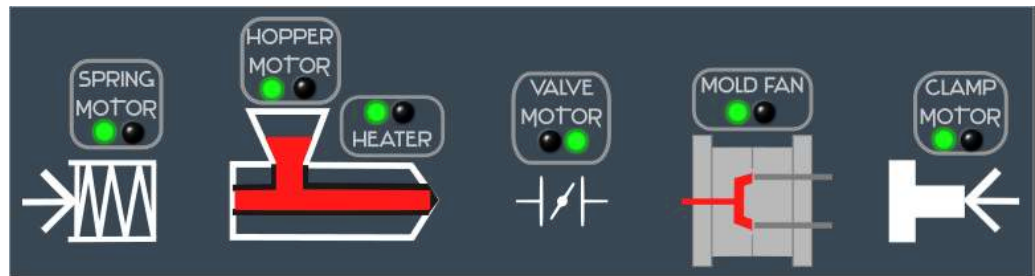 SPRING
MOTOR
HOPPER
MOTOR
HEATER
VALVE
MOTOR
MOLD FAN
CLAMP
MOTOR